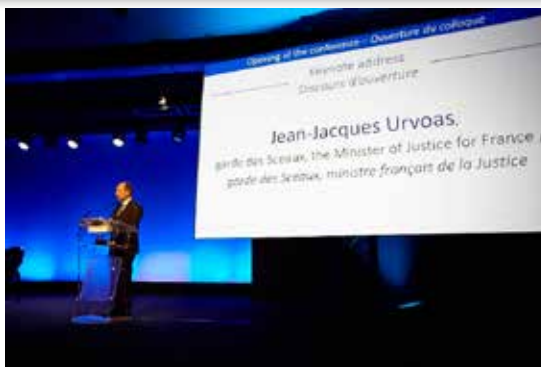 Opening of the conference - Ouverture du colloque
Keynote address
Discours d'ouverture
Jean-Jacques Urvoas,
garde des Sceaux, the Minister of Justice for France
garde des Sceaux, ministre français de la Justice